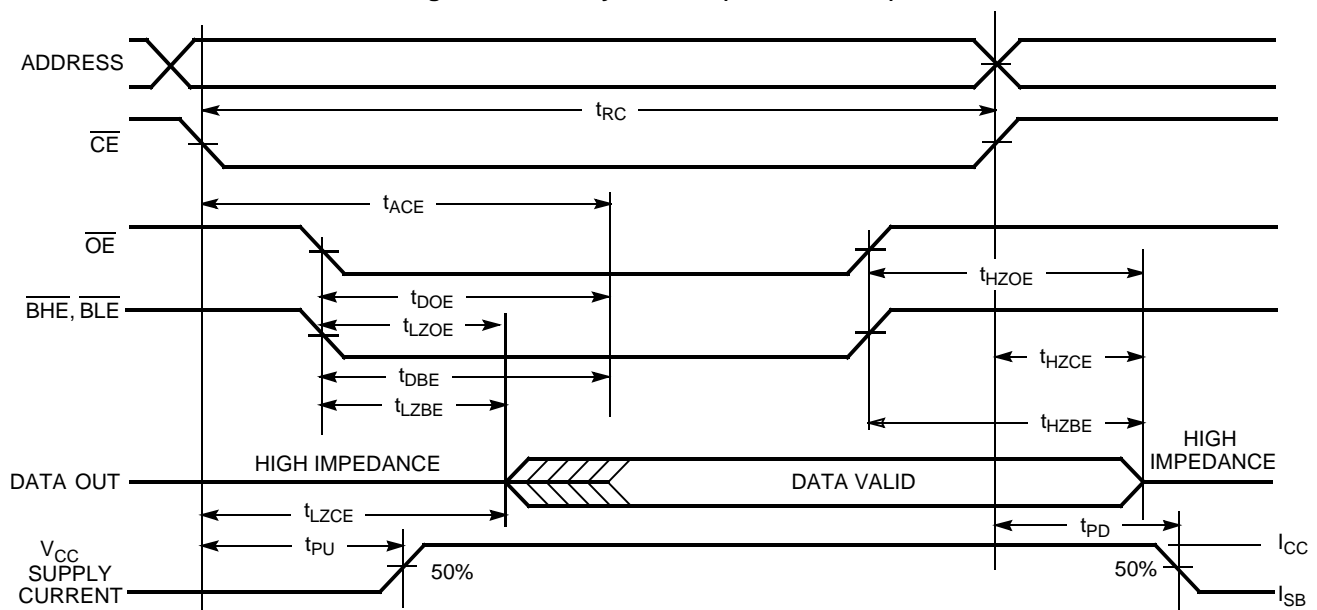 ADDRESS
tRC
CE
tACE
OE
tHZOE
tDOE
BHE, BLE
tLZOE
tHZCE
tDBE
tLZBE
tHZBE
HIGH IMPEDANCE
HIGH
IMPEDANCE
DATA OUT
DATA VALID
tLZCE
tPD
tPU
VCC
SUPPLY
CURRENT
50%
50%
ICC
ISB